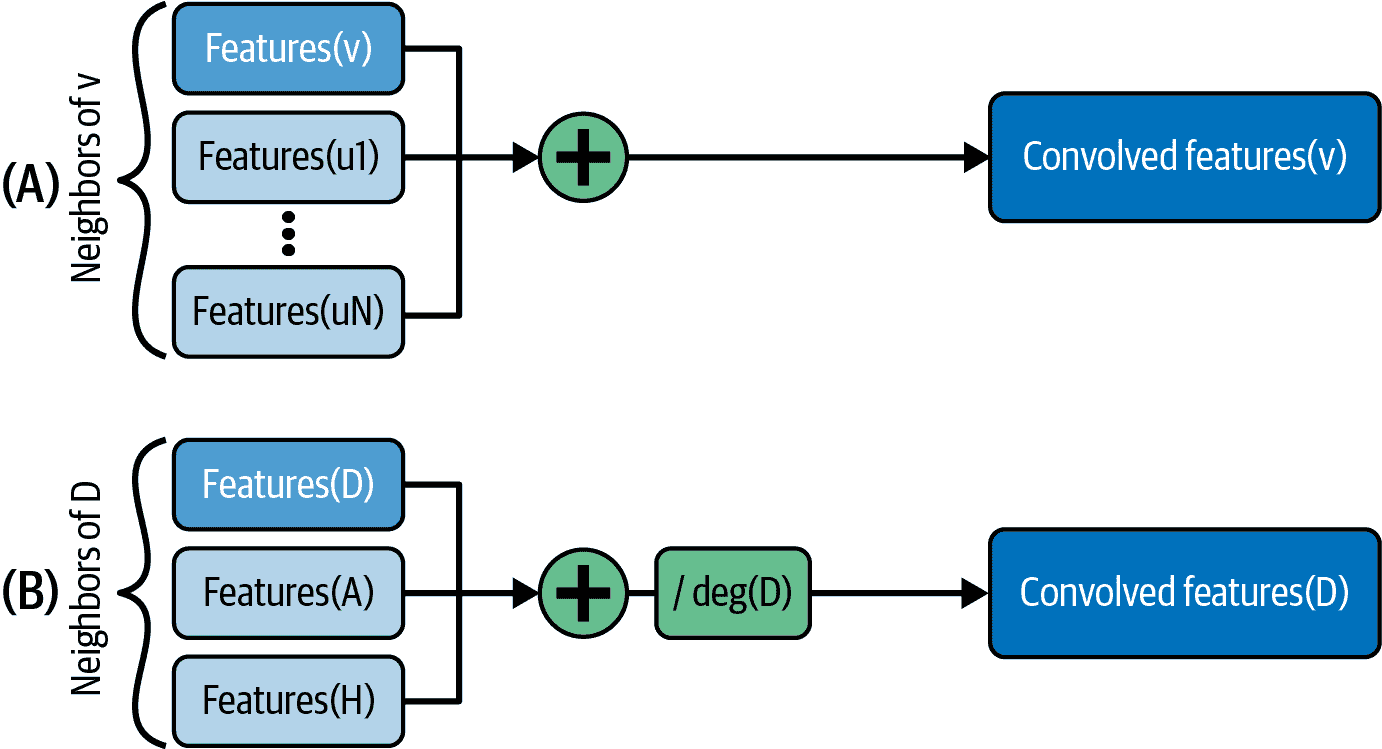 (A)
Neighbors of v
Features(v)
Features(u1)
Features(uN)
+
Convolved features(v)
(B)
Neighbors of D
Features(D)
Features(A)
Features(H)
+
/ deg(D)
Convolved features(D)